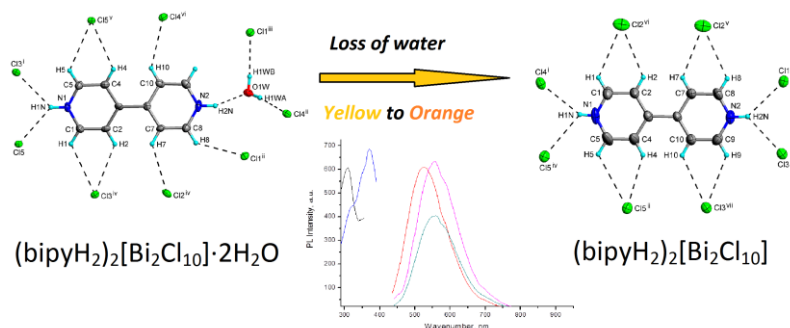 Cl5ᵛ
Cl4ᵛⁱ
Cl1ⁱⁱⁱ
Cl3ⁱ
H5
H4
H10
H1WB
O1W
H1WA
C5
C4
C10
N2
H1N
N1
H2N
Cl4ⁱⁱ
C1
C2
C7
C8
Cl5
H1
H2
H7
H8
Cl1ⁱⁱ
Cl3ⁱᵛ
Cl2ⁱᵛ
(bipyH₂)₂[Bi₂Cl₁₀]·2H₂O
Loss of water
Yellow to Orange
PL Intensity, a.u.
700
600
500
400
300
200
100
0
300 400 500 600 700 800 900
Wavenumber, nm
Cl2ᵛⁱ
Cl2ᵛ
H1
H2
H7
H8
Cl4ⁱ
Cl1
C1
C2
C7
C8
N1
N2
H1N
H2N
C5
C4
C10
C9
Cl5ⁱᵛ
Cl3
H5
H4
H10
H9
Cl5ⁱⁱ
Cl3ᵛⁱⁱ
(bipyH₂)₂[Bi₂Cl₁₀]